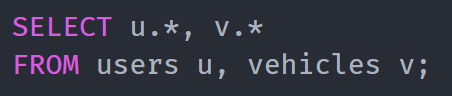 SELECT u.*, v.*
FROM users u, vehicles v;